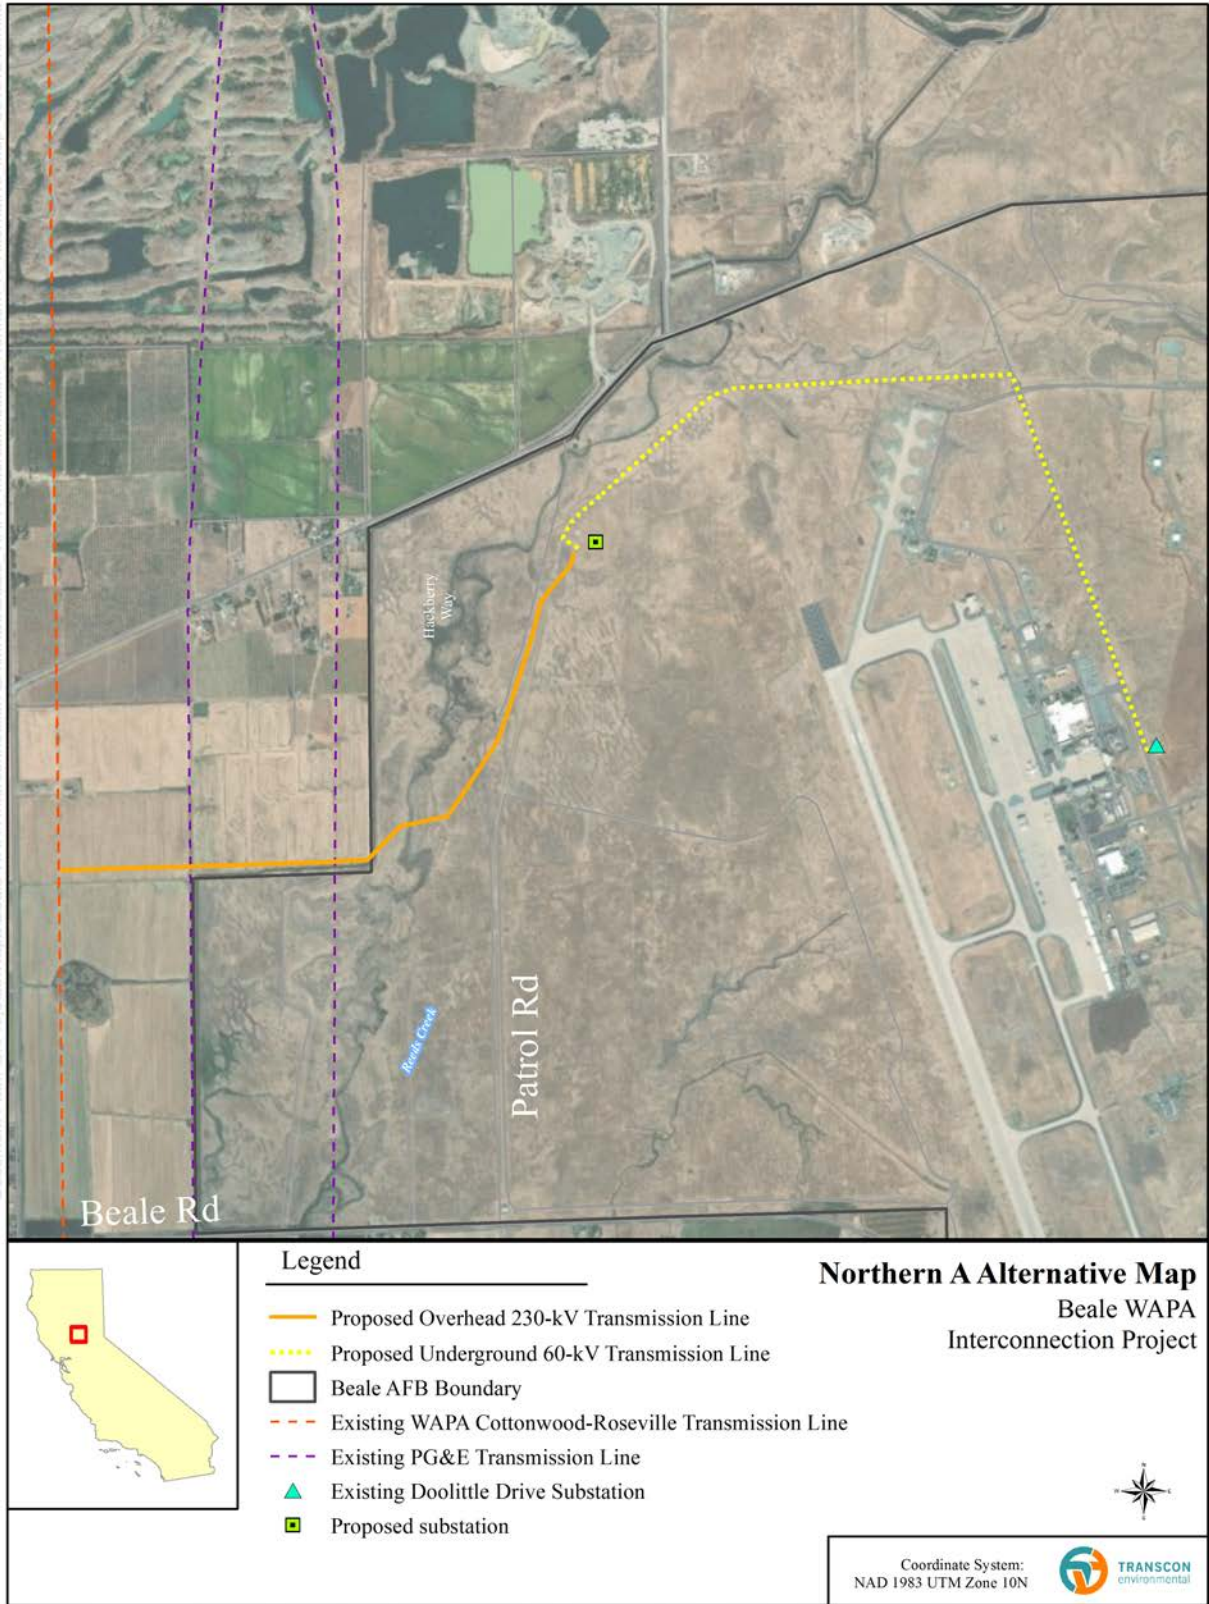 Hackberry
Way
Reeds Creek
Patrol Rd
Beale Rd
Legend
Proposed Overhead 230-kV Transmission Line
Proposed Underground 60-kV Transmission Line
Beale AFB Boundary
Existing WAPA Cottonwood-Roseville Transmission Line
Existing PG&E Transmission Line
Existing Doolittle Drive Substation
Proposed substation
Northern A Alternative Map
Beale WAPA
Interconnection Project
N
W
E
S
Coordinate System:
NAD 1983 UTM Zone 10N
TRANSCON
environmental